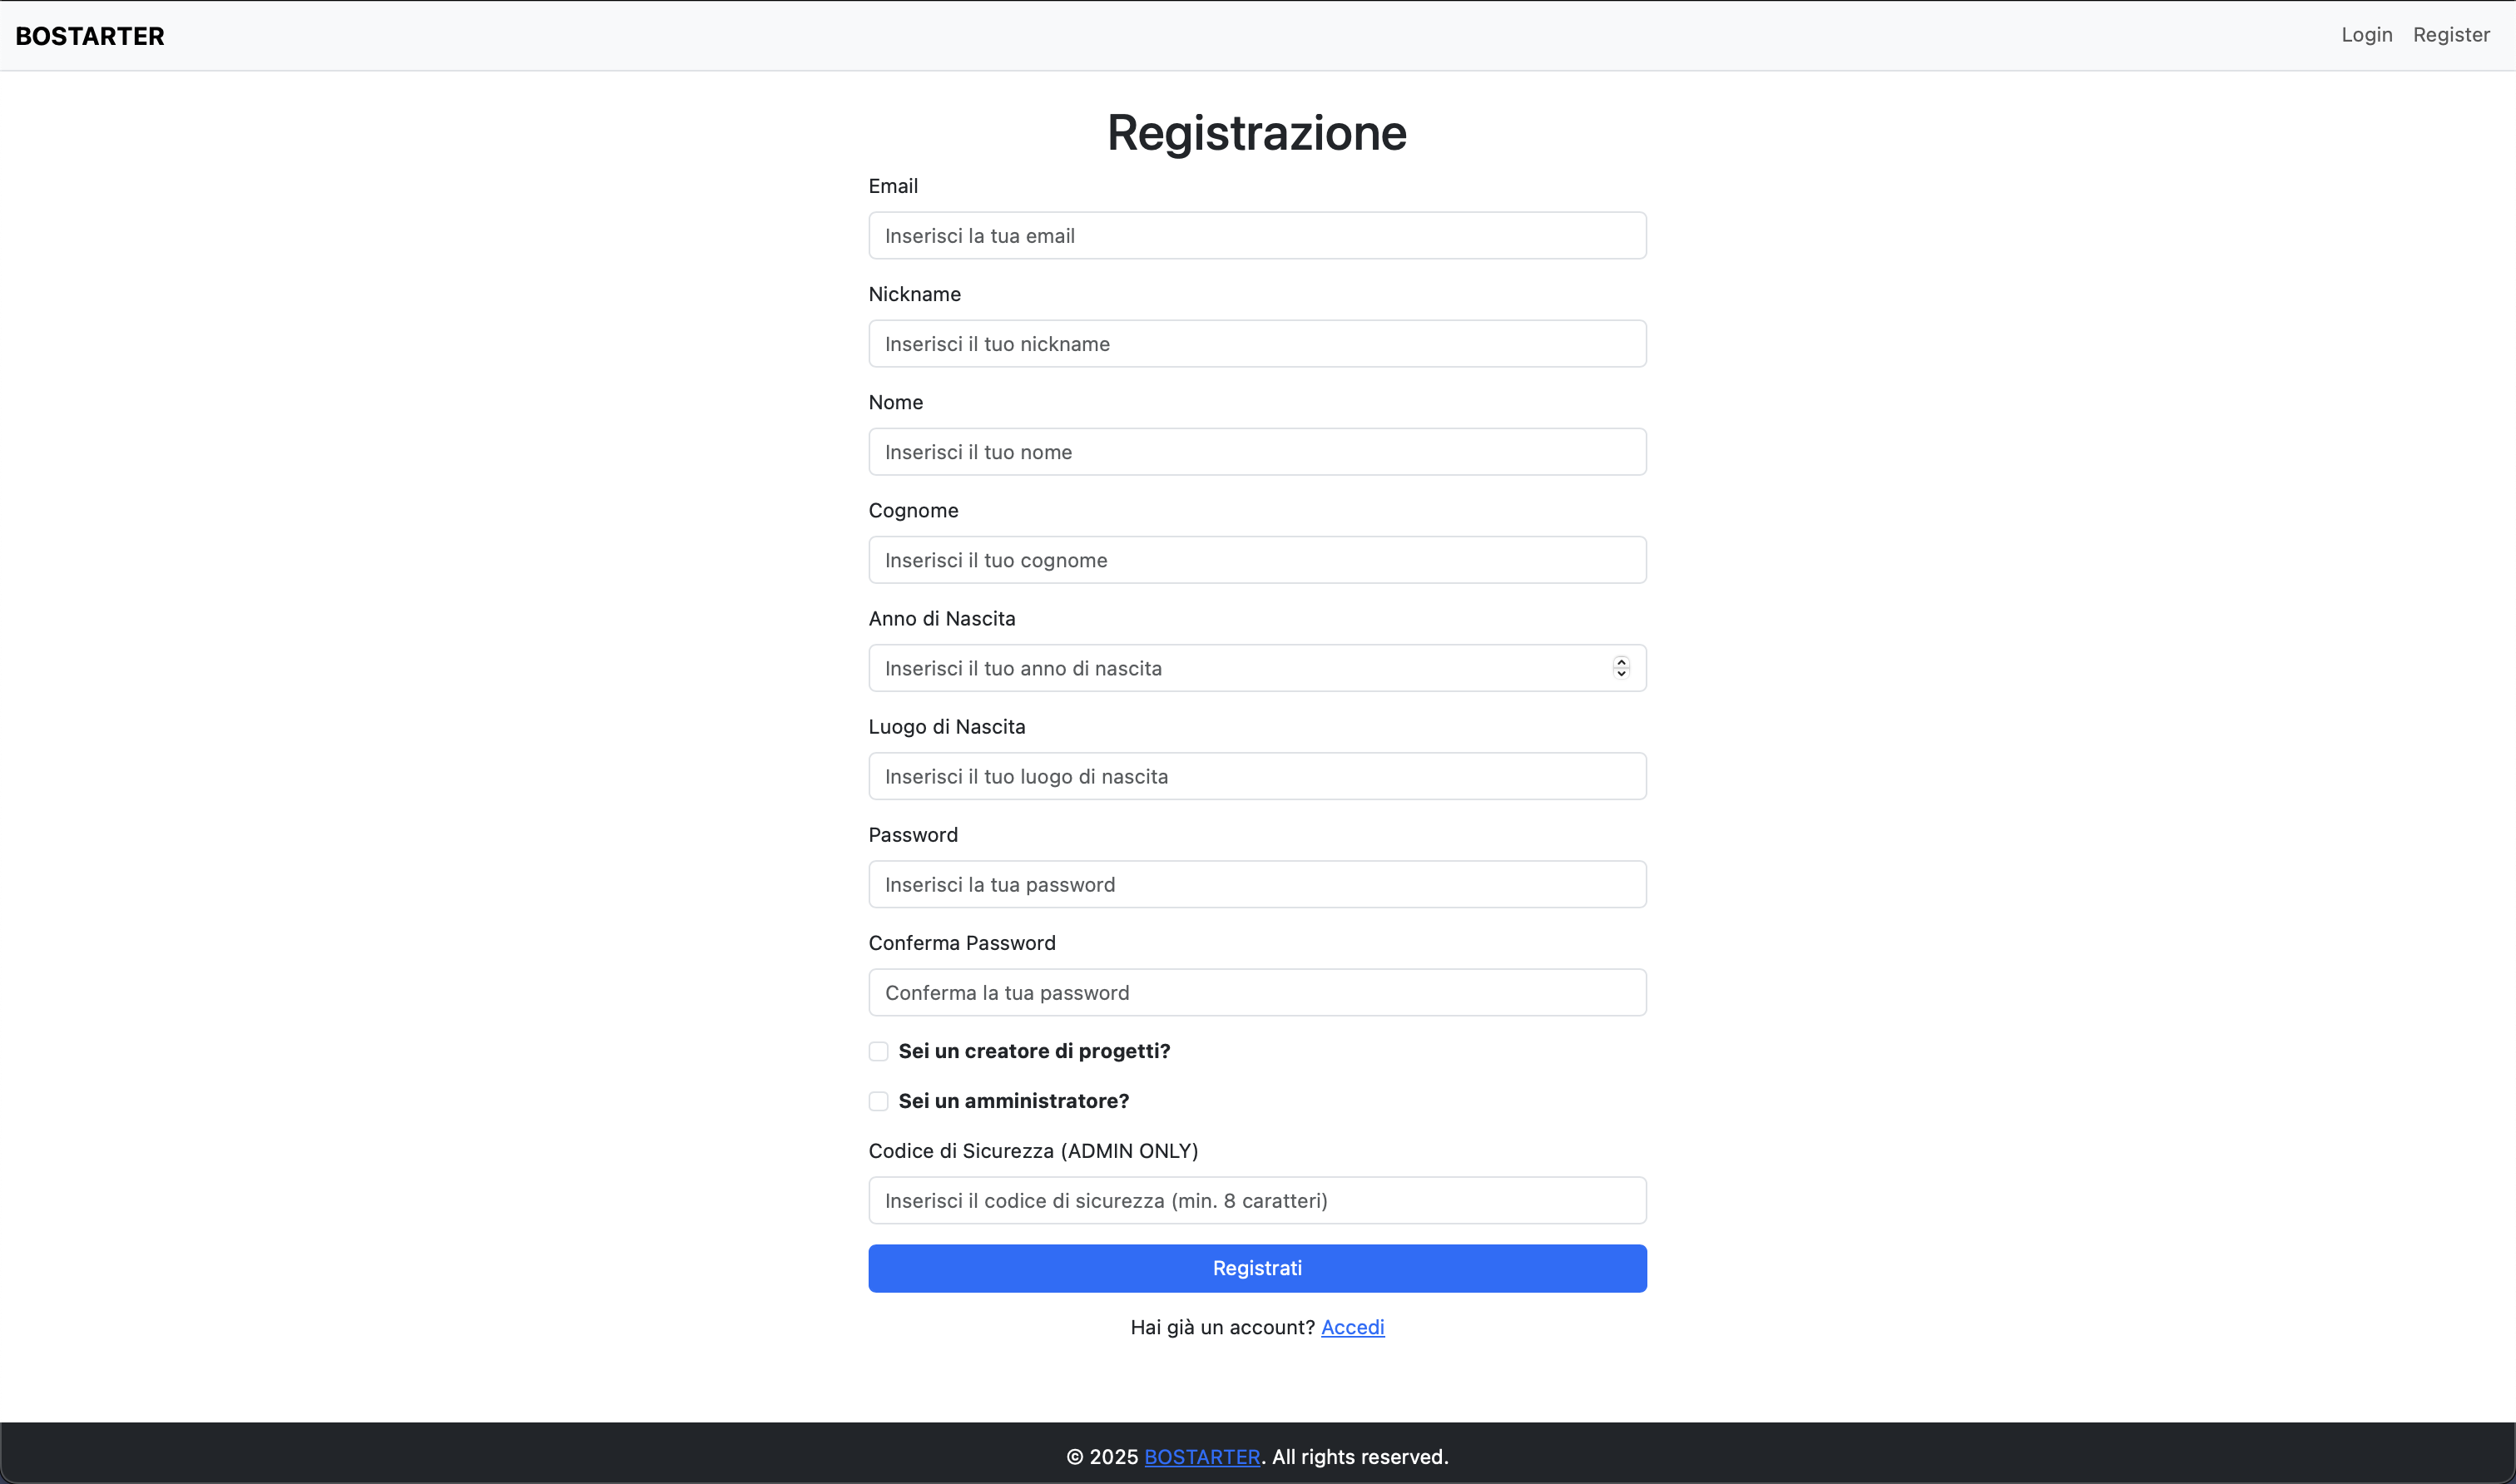 BOSTARTER
Login Register
Registrazione
Email
Inserisci la tua email
Nickname
Inserisci il tuo nickname
Nome
Inserisci il tuo nome
Cognome
Inserisci il tuo cognome
Anno di Nascita
Inserisci il tuo anno di nascita
Luogo di Nascita
Inserisci il tuo luogo di nascita
Password
Inserisci la tua password
Conferma Password
Conferma la tua password
Sei un creatore di progetti?
Sei un amministratore?
Codice di Sicurezza (ADMIN ONLY)
Inserisci il codice di sicurezza (min. 8 caratteri)
Registrati
Hai già un account? Accedi
© 2025 BOSTARTER. All rights reserved.